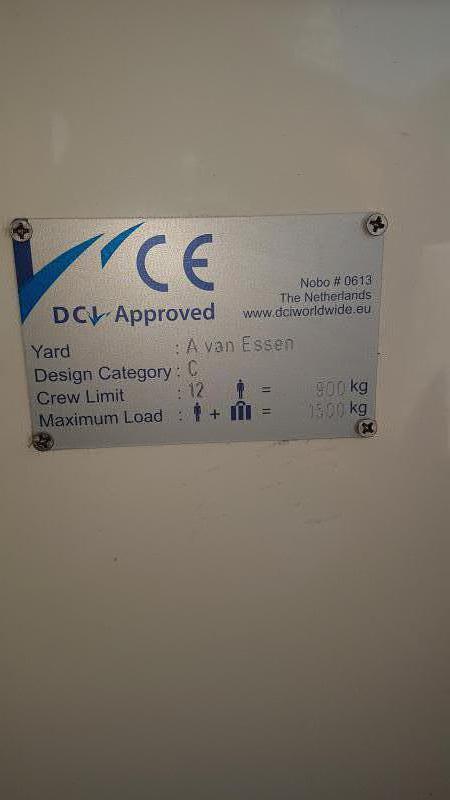 CE
Nobo # 0613
The Netherlands
www.dciworldwide.eu
DCI Approved
Yard : A van Essen
Design Category : C
Crew Limit : 12 = 900 kg
Maximum Load : + = 1500 kg